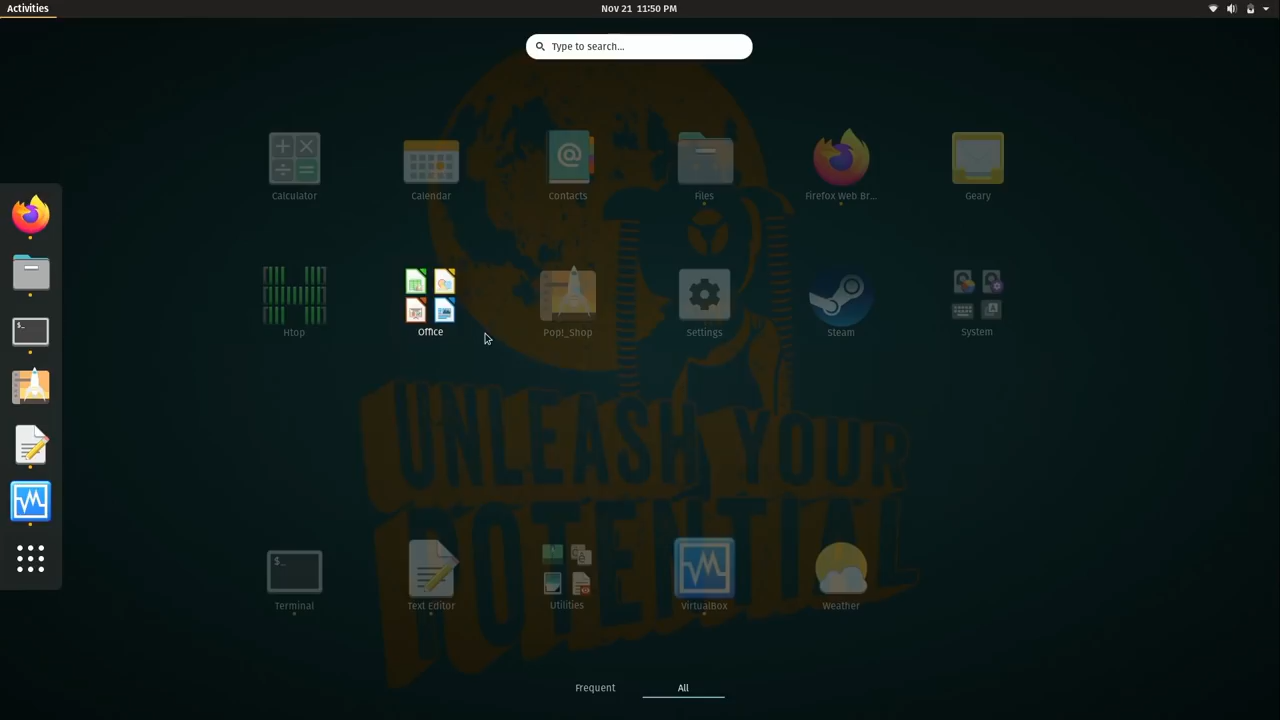 Activities
Nov 21 11:50 PM
Type to search...
Calculator
Calendar
Contacts
Files
Firefox Web Br...
Geary
Htop
Office
Pop!_Shop
Settings
Steam
System
UNLEASH YOUR
POTENTIAL
Terminal
Text Editor
Utilities
VirtualBox
Weather
Frequent
All